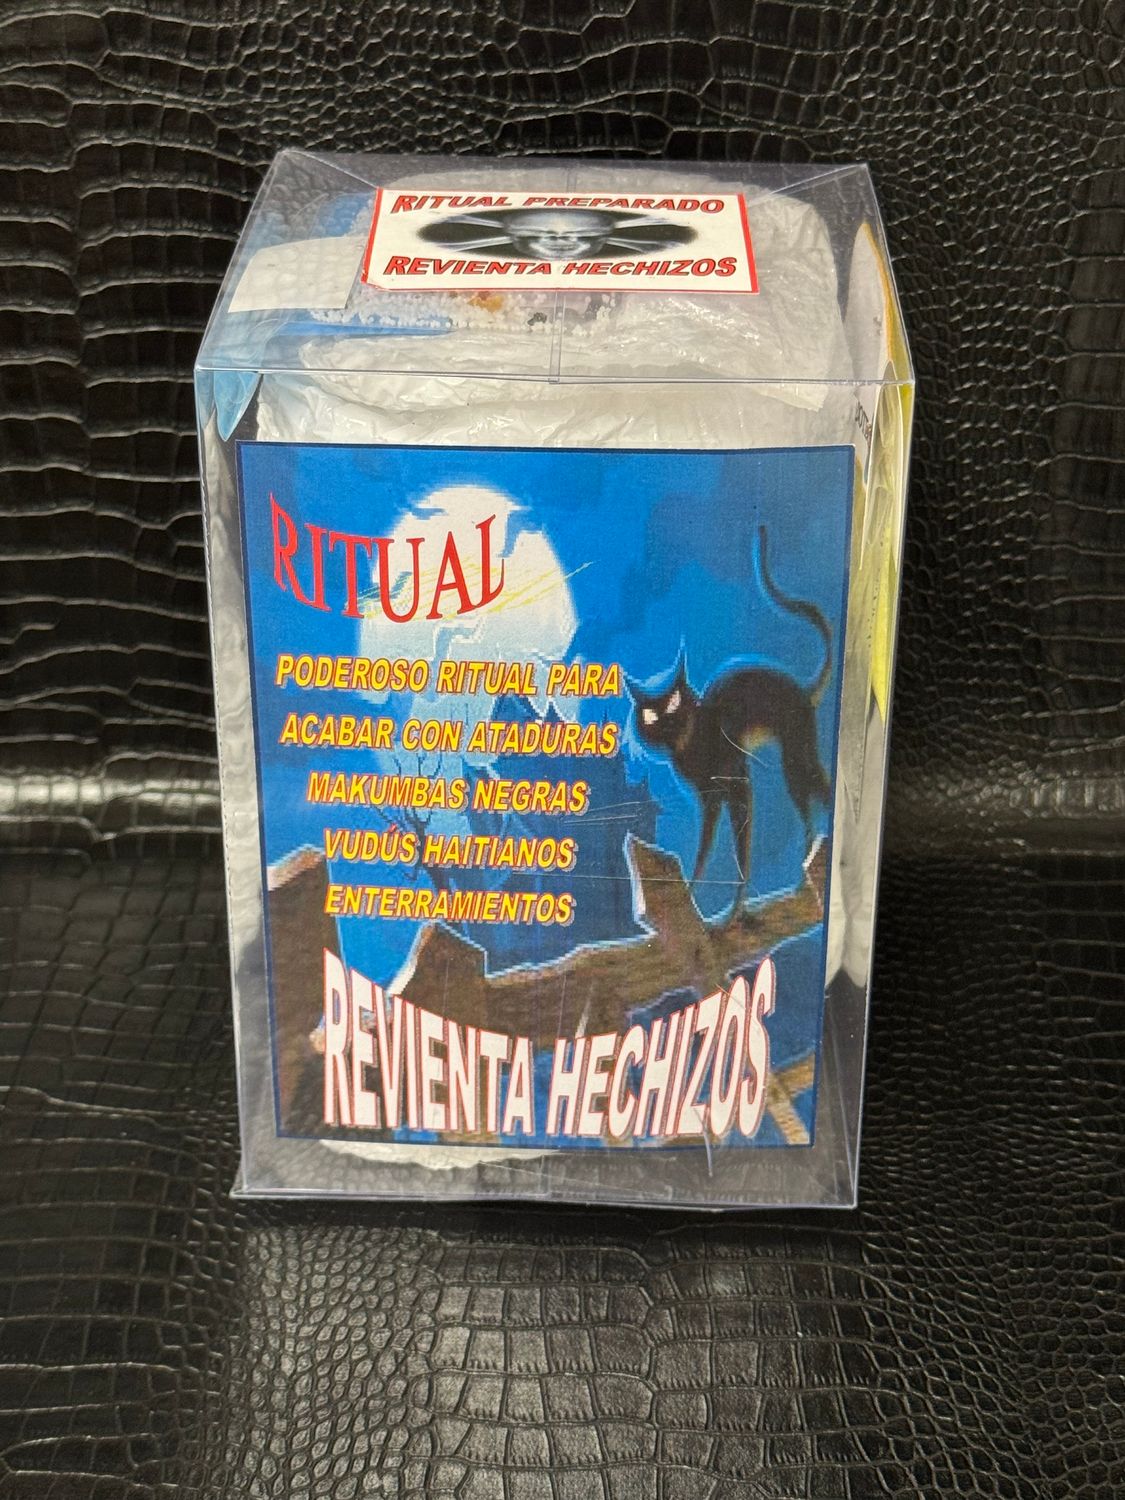 RITUAL PREPARADO
REVIENTA HECHIZOS
RITUAL
PODEROSO RITUAL PARA
ACABAR CON ATADURAS
MAKUMBAS NEGRAS
VUDÚS HAITIANOS
ENTERRAMIENTOS
REVIENTA HECHIZOS